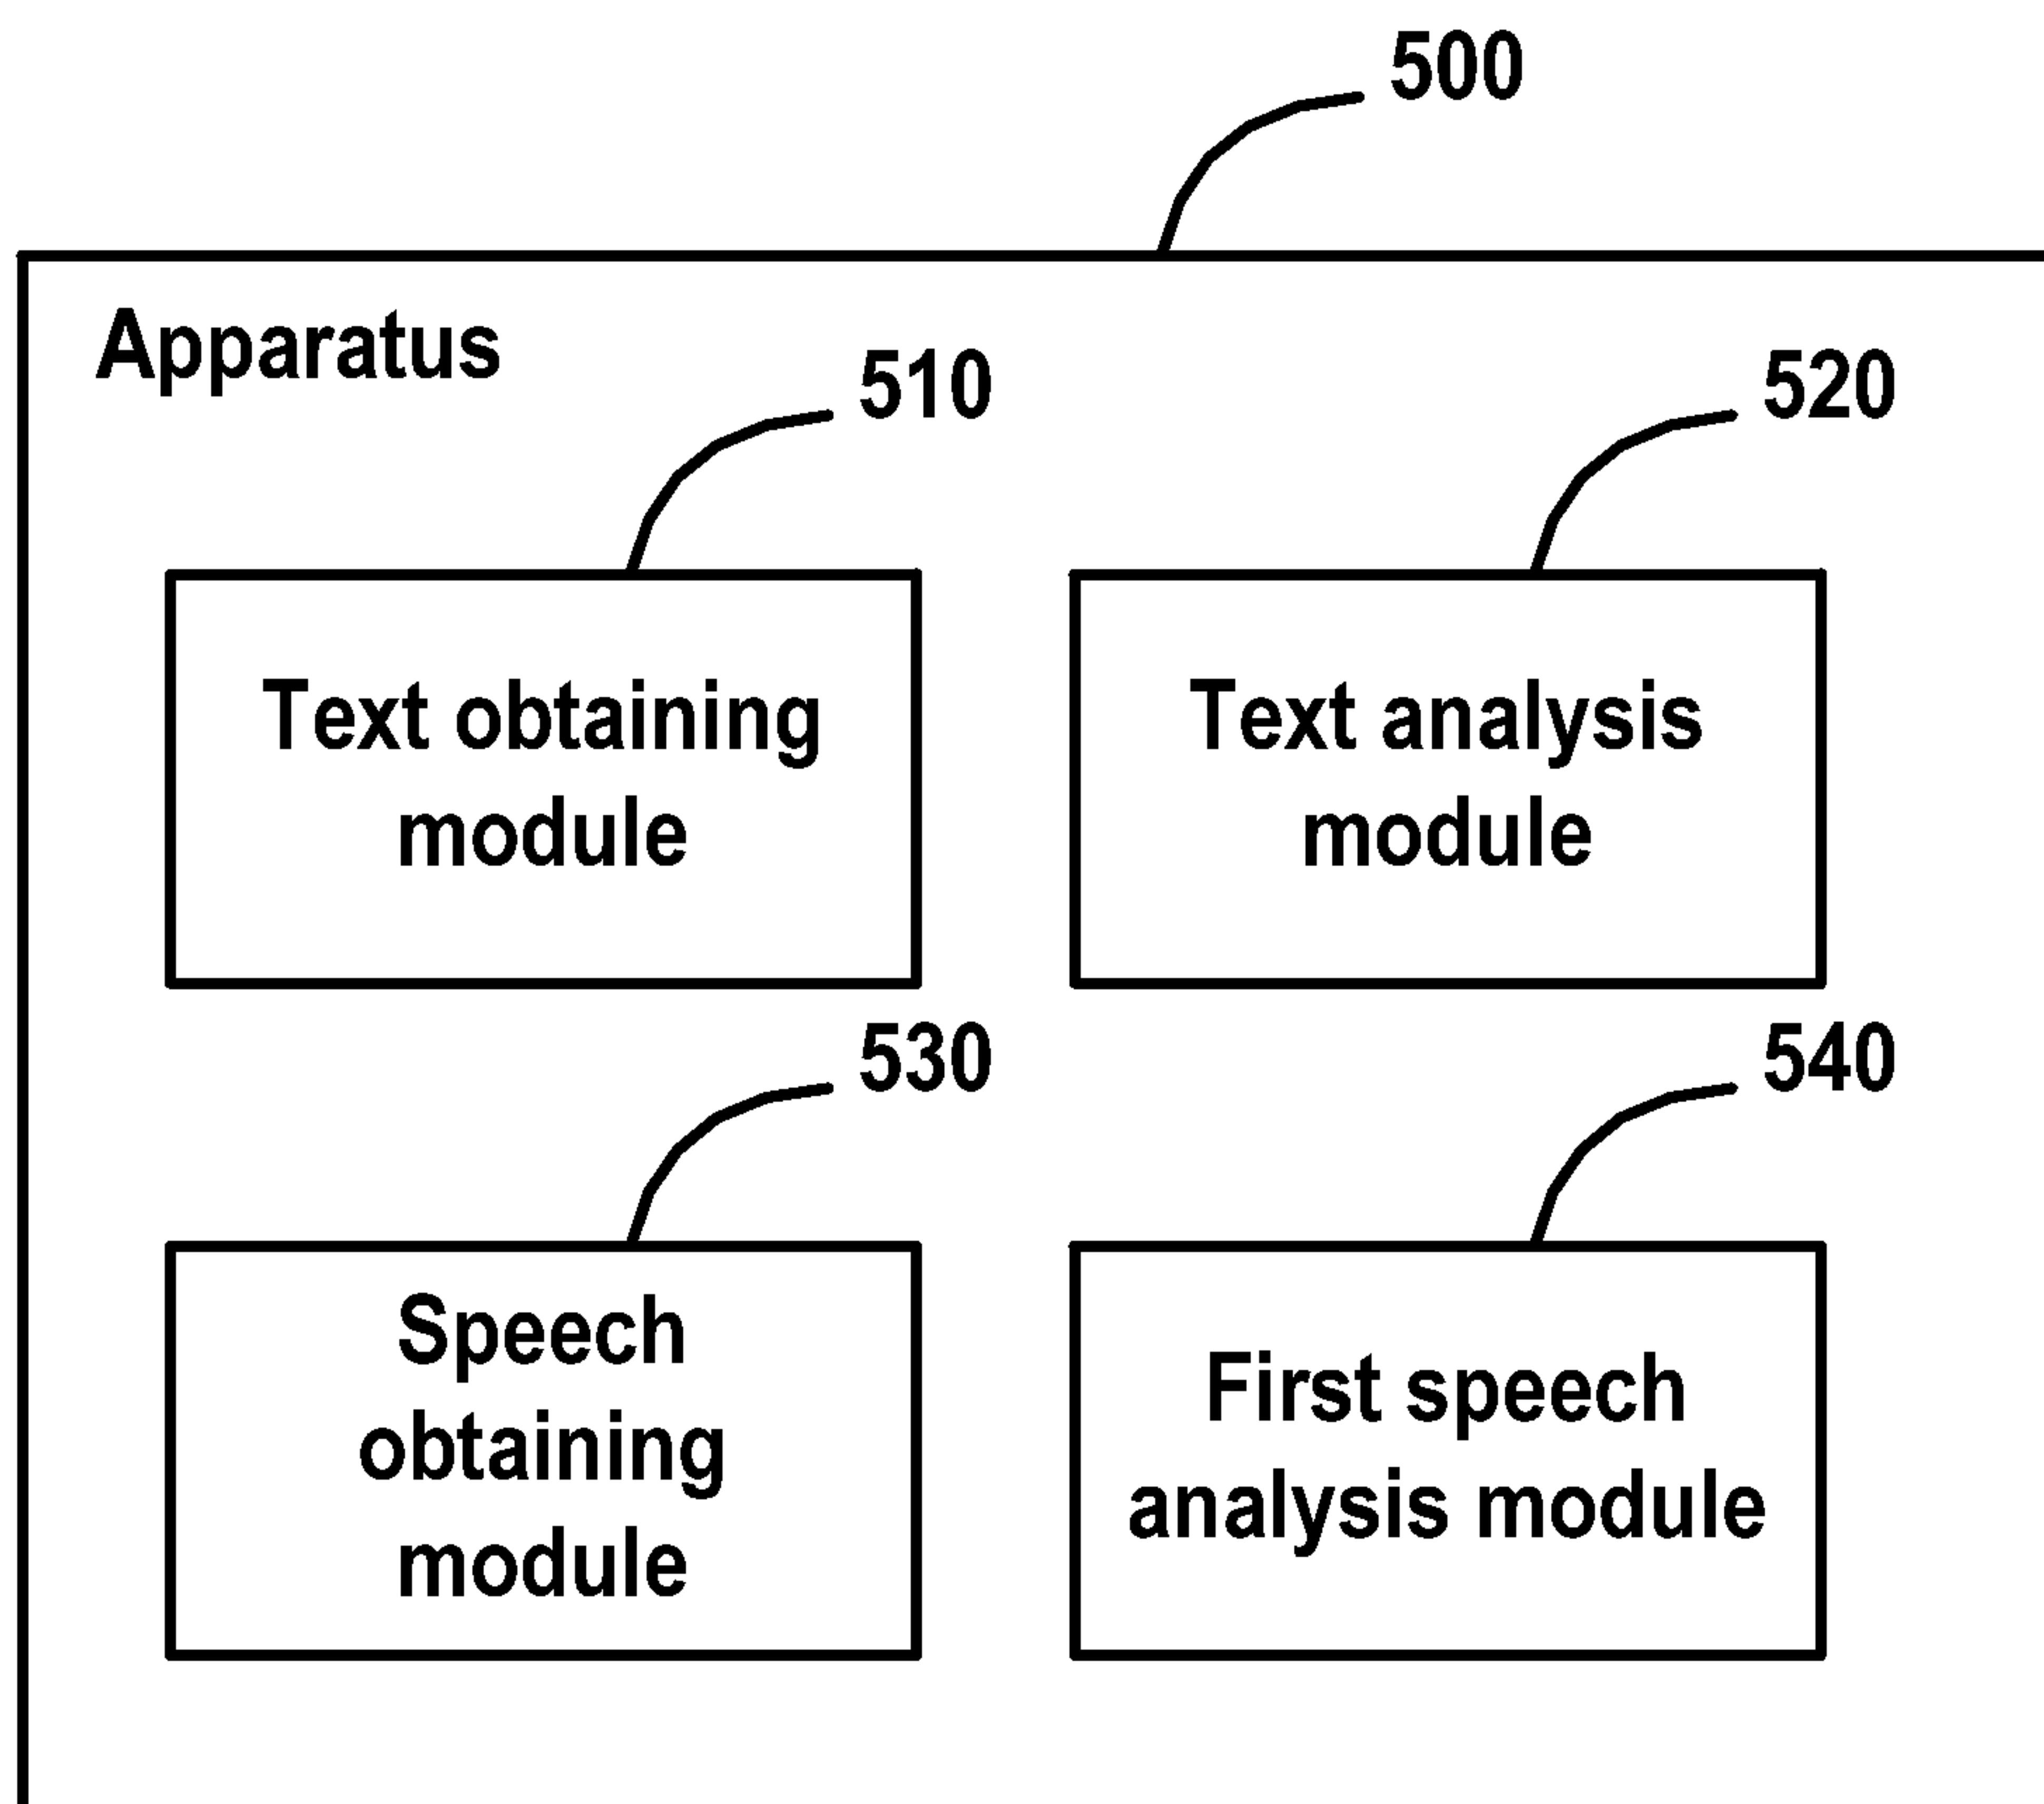 500
Apparatus
510
520
Text obtaining
module
Text analysis
module
530
540
Speech
obtaining
module
First speech
analysis module